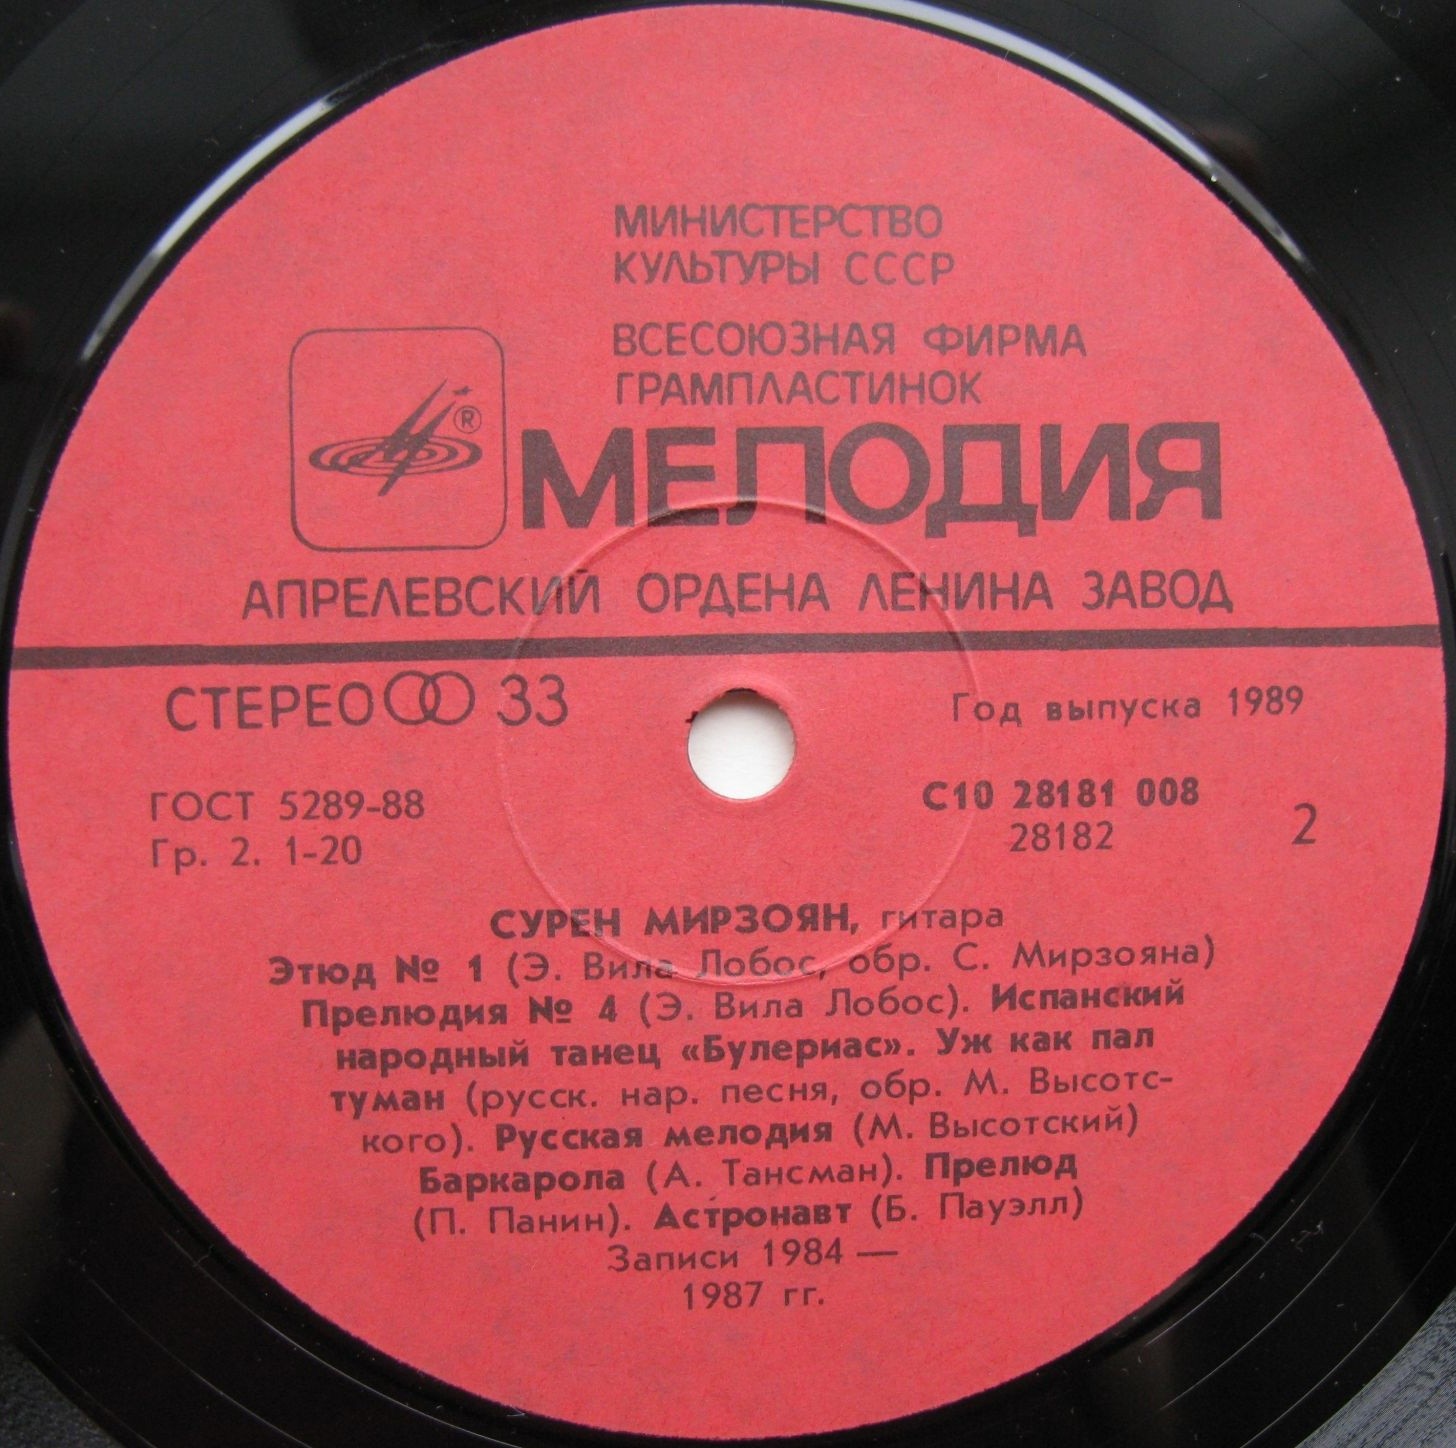 МИНИСТЕРСТВО
КУЛЬТУРЫ СССР
ВСЕСОЮЗНАЯ ФИРМА
ГРАМПЛАСТИНОК
®
МЕЛОДИЯ
АПРЕЛЕВСКИЙ ОРДЕНА ЛЕНИНА ЗАВОД
СТЕРЕО 33
Год выпуска 1989
ГОСТ 5289-88
Гр. 2. 1-20
С10 28181 008
28182
2
СУРЕН МИРЗОЯН, гитара
Этюд № 1 (Э. Вила Лобос, обр. С. Мирзояна)
Прелюдия № 4 (Э. Вила Лобос). Испанский
народный танец «Булериас». Уж как пал
туман (русск. нар. песня, обр. М. Высотс-
кого). Русская мелодия (М. Высотский)
Баркарола (А. Тансман). Прелюд
(П. Панин). Астронавт (Б. Пауэлл)
Записи 1984 —
1987 гг.